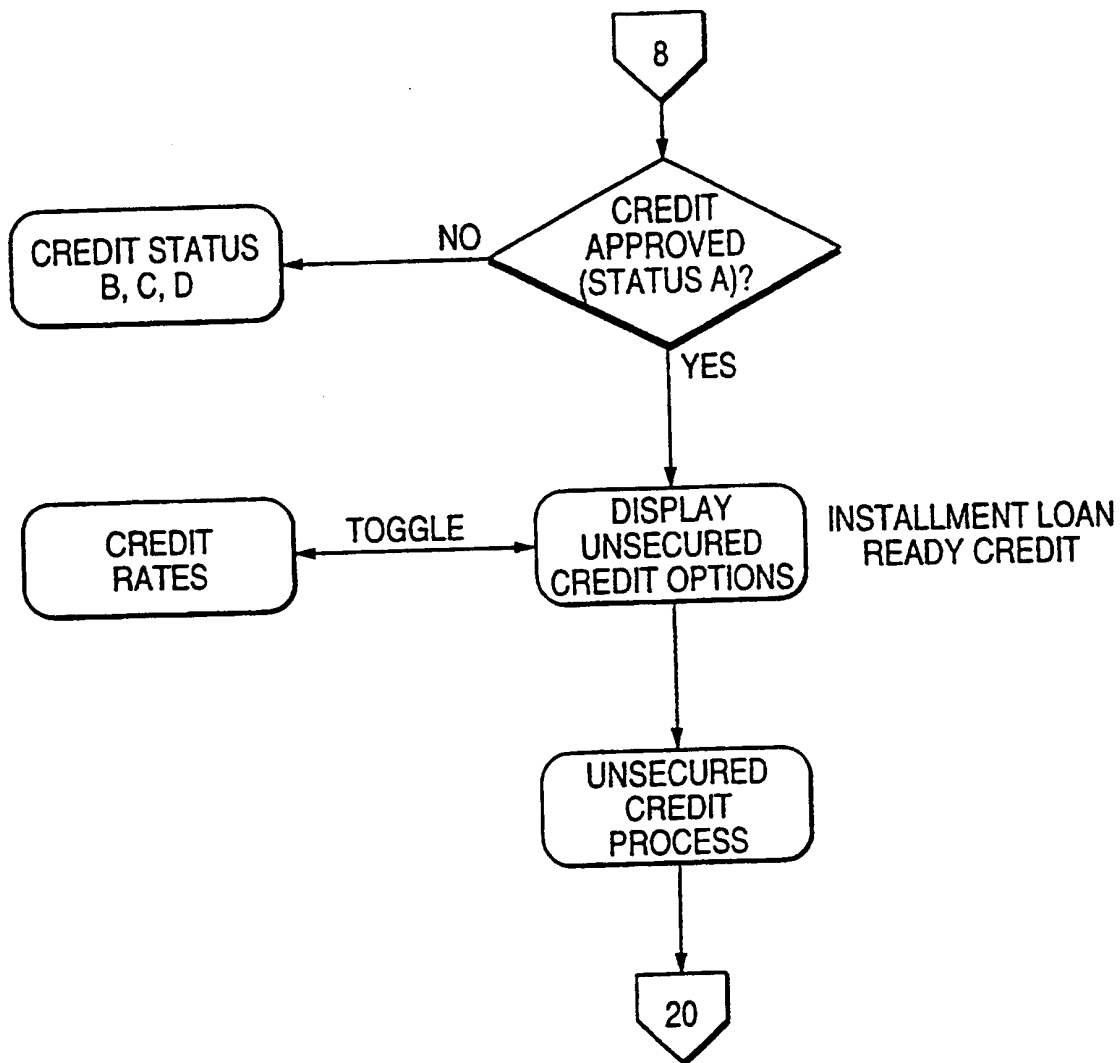 8
CREDIT
APPROVED
(STATUS A)?
NO
CREDIT STATUS
B, C, D
YES
DISPLAY
UNSECURED
CREDIT OPTIONS
INSTALLMENT LOAN
READY CREDIT
TOGGLE
CREDIT
RATES
UNSECURED
CREDIT
PROCESS
20